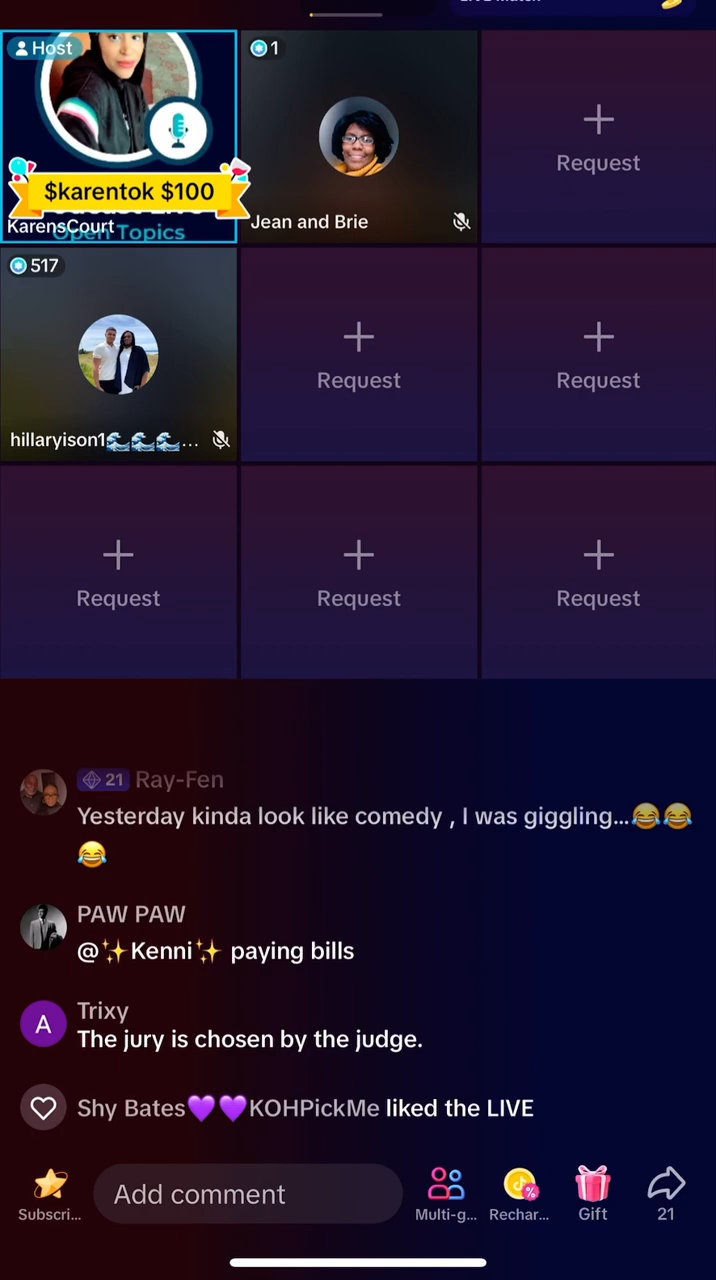 Host
1
Request
$karentok $100
KarensCourt
Open Topics
Jean and Brie
517
Request
Request
hillaryison1🌊🌊🌊...
Request
Request
Request
21 Ray-Fen
Yesterday kinda look like comedy , I was giggling...😂😂
😂
PAW PAW
@✨Kenni✨ paying bills
A
Trixy
The jury is chosen by the judge.
Shy Bates💜💜KOHPickMe liked the LIVE
Add comment
Subscri...
Multi-g...
Rechar...
Gift
21